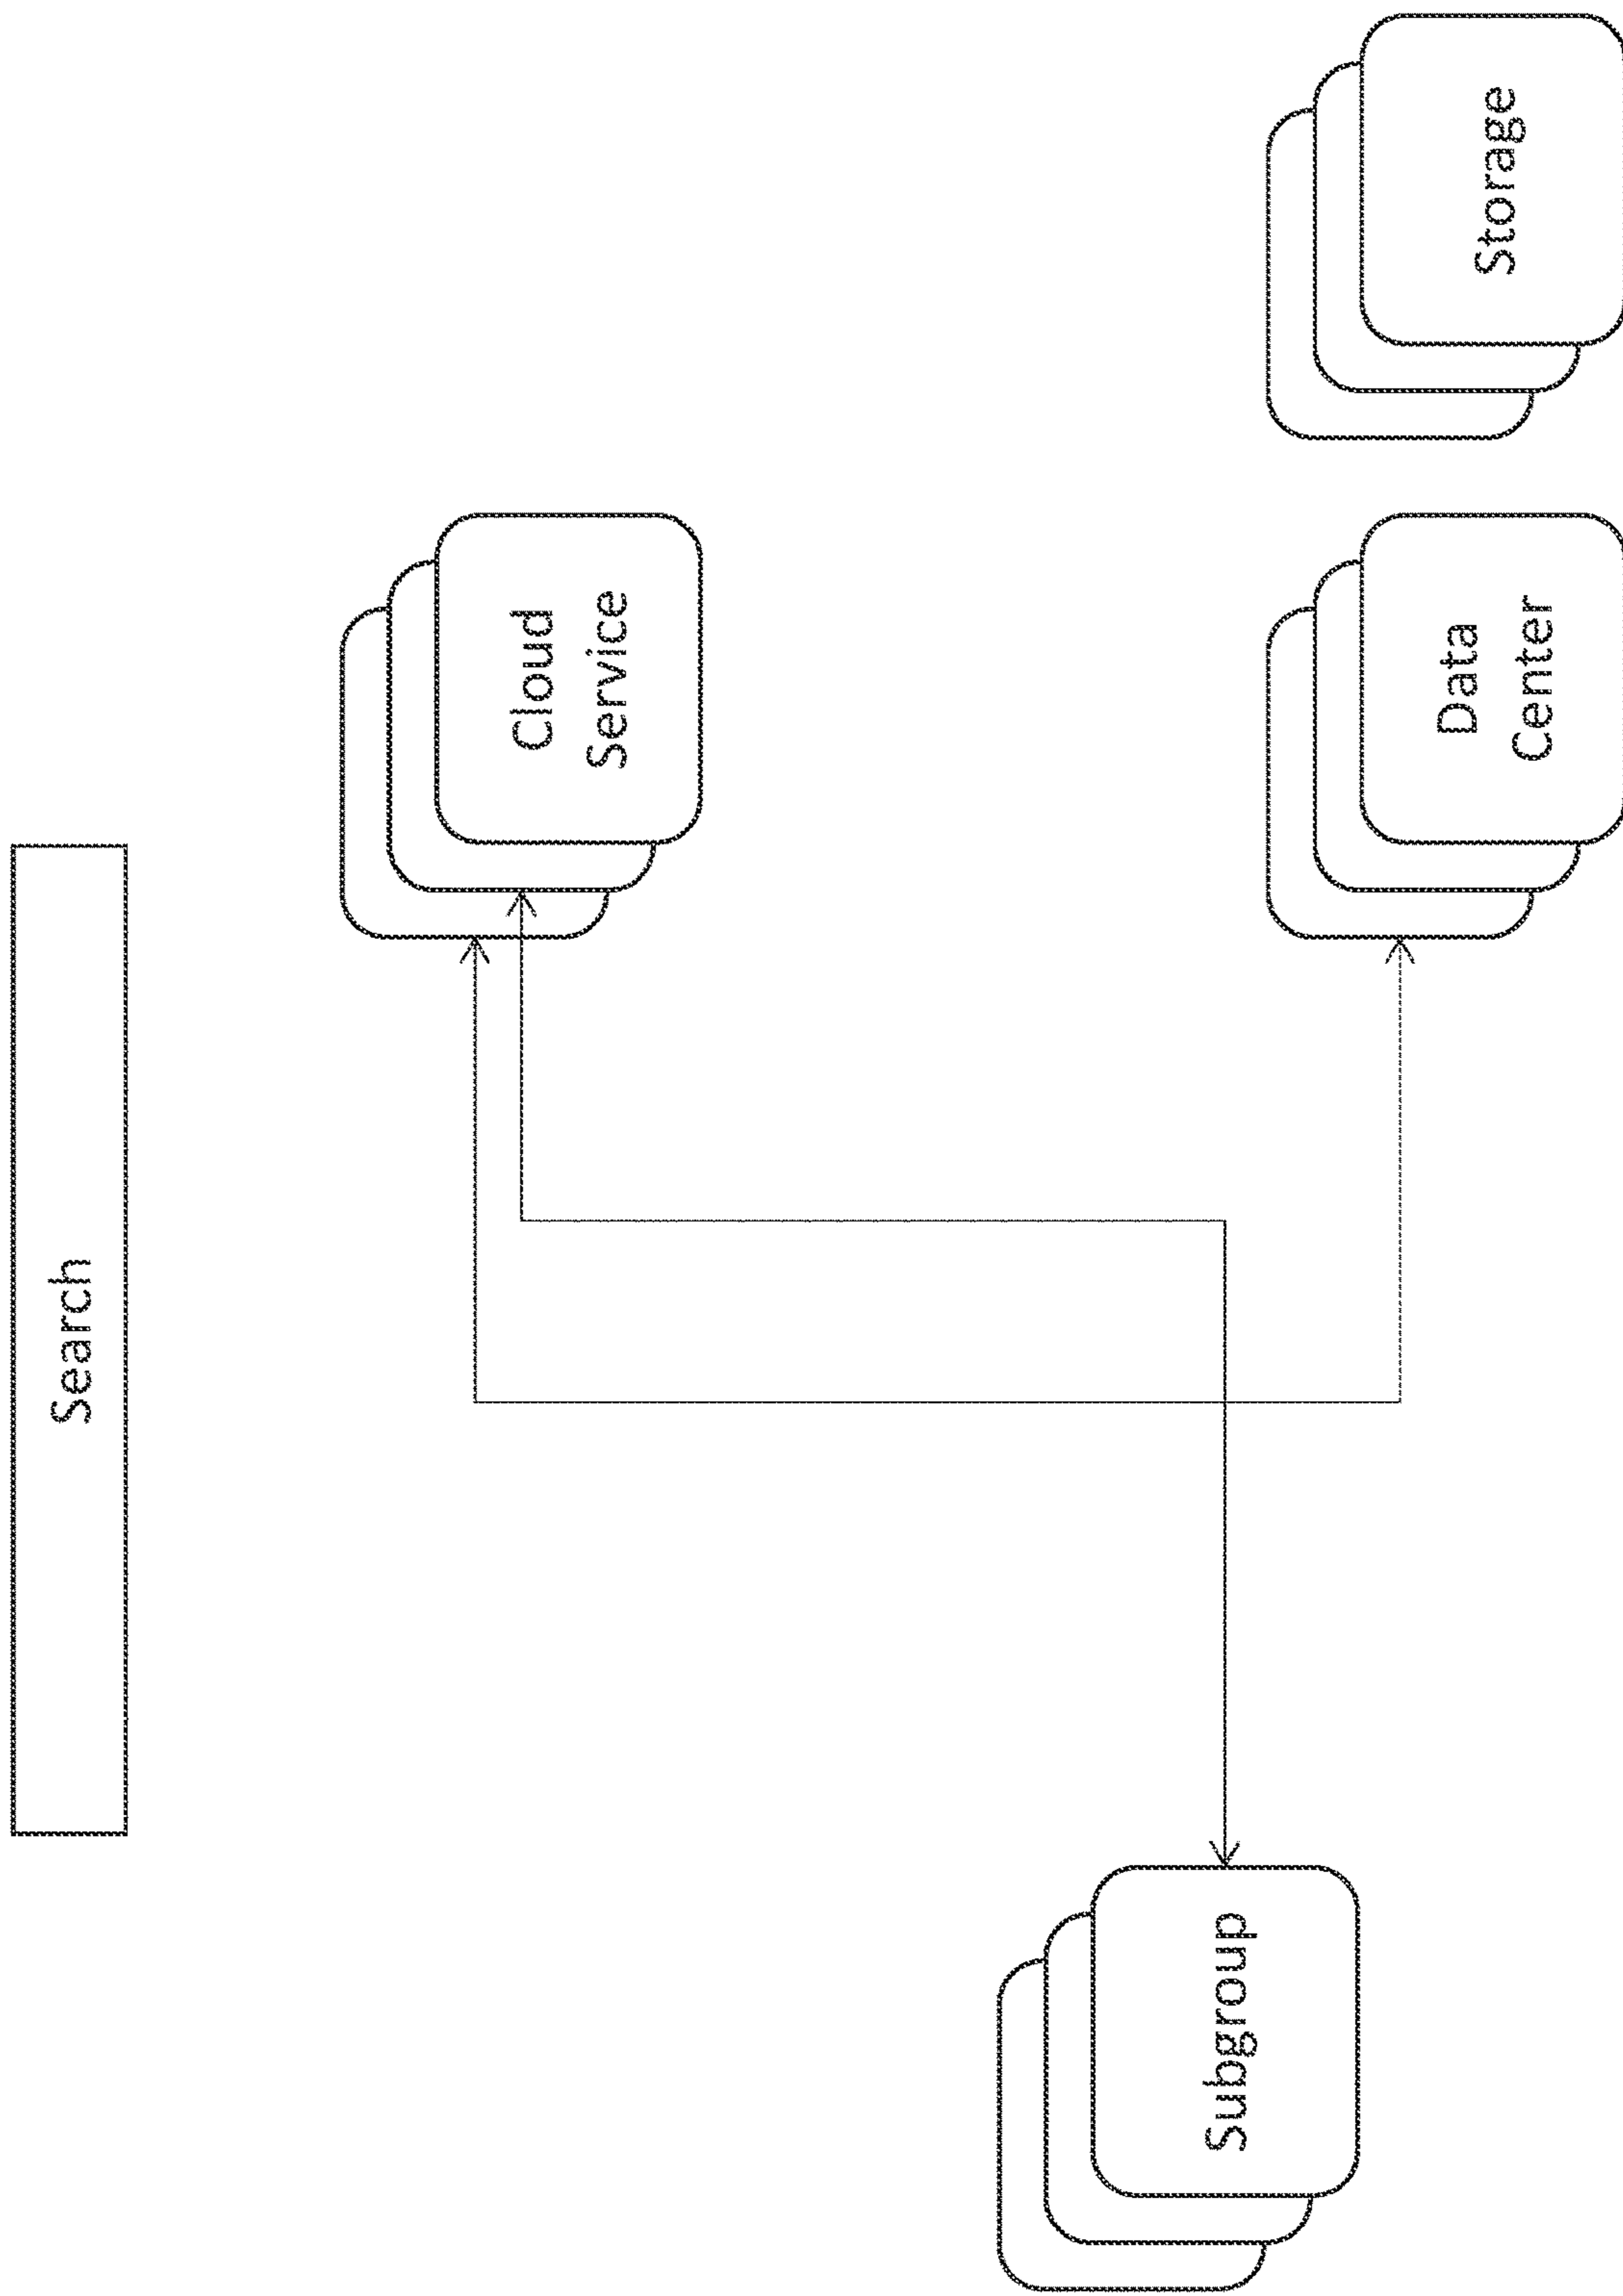 Search
Cloud
Service
Subgroup
Data
Center
Storage